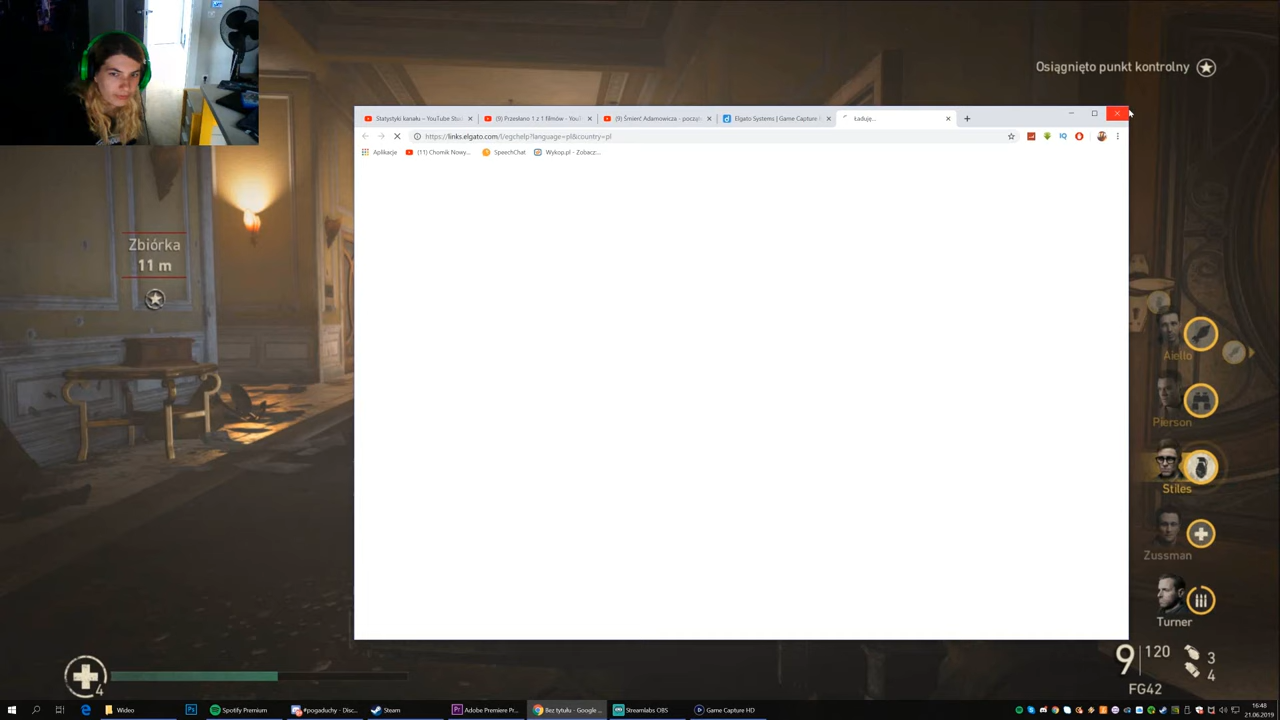 Osiągnięto punkt kontrolny
Statystyki kanału – YouTube Stud
(9) Przesłano 1 z 1 filmów - YouT
(9) Śmierć Adamowicza - począt
Elgato Systems | Game Capture
Ładuję...
https://links.elgato.com/l/egchelp?language=pl&country=pl
Aplikacje
(11) Chomik Nowy...
SpeechChat
Wykop.pl - Zobacz:...
Zbiórka
11 m
Aiello
Pierson
Stiles
Zussman
Turner
4
9 120
3
4
FG42
Wideo
Spotify Premium
#pogaduchy - Disc...
Steam
Adobe Premiere Pr...
Bez tytułu - Google ...
Streamlabs OBS
Game Capture HD
16:48
21.06.2019